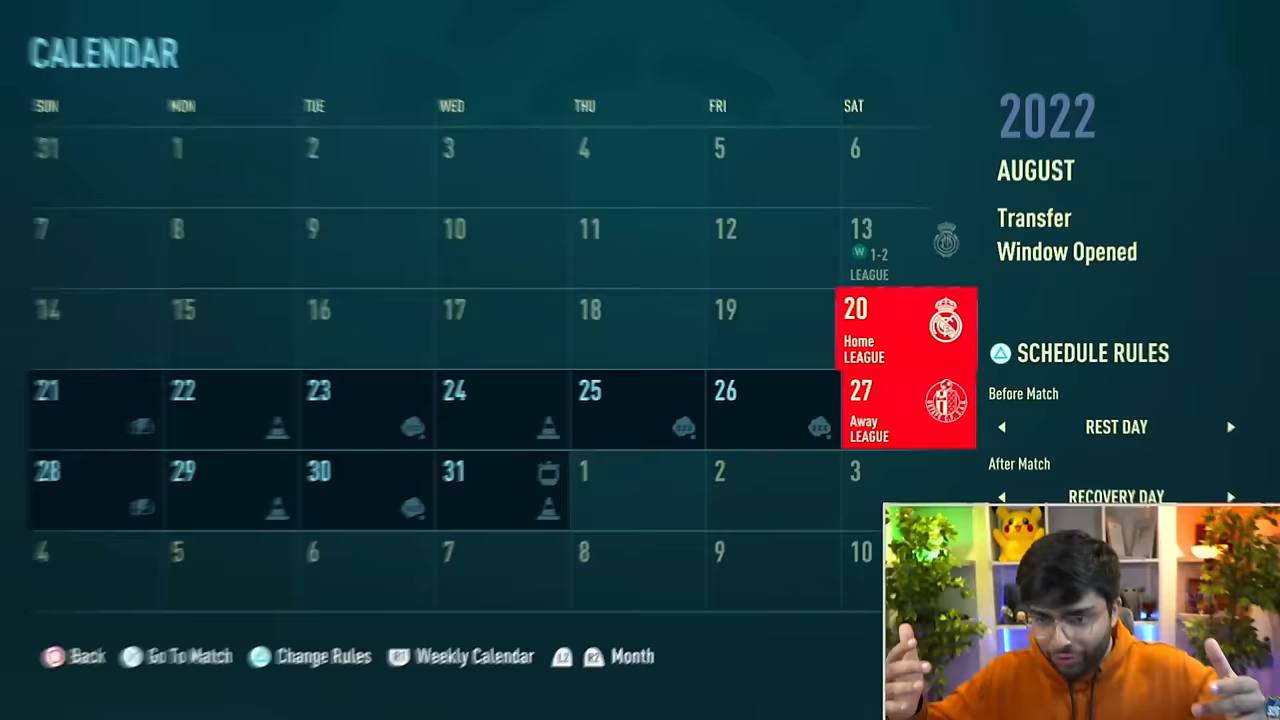 CALENDAR
SUN MON TUE WED THU FRI SAT
31 1 2 3 4 5 6
7 8 9 10 11 12 13
W 1-2
LEAGUE
14 15 16 17 18 19 20
Home
LEAGUE
21 22 23 24 25 26 27
Away
LEAGUE
28 29 30 31 1 2 3
4 5 6 7 8 9 10
2022
AUGUST
Transfer
Window Opened
SCHEDULE RULES
Before Match
REST DAY
After Match
RECOVERY DAY
Back Go To Match Change Rules R1 Weekly Calendar L2 R2 Month